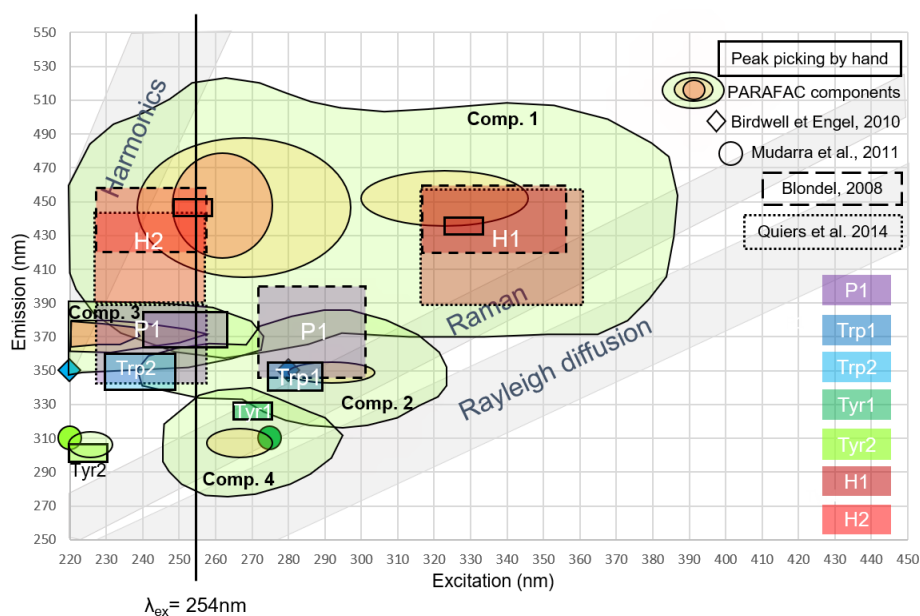 550
530
510
490
470
450
430
410
390
370
350
330
310
290
270
250
Emission (nm)
220 230 240 250 260 270 280 290 300 310 320 330 340 350 360 370 380 390 400 410 420 430 440 450
Excitation (nm)
λex= 254nm
Harmonics
Raman
Rayleigh diffusion
Comp. 1
Comp. 2
Comp. 3
Comp. 4
H2
H1
P1
P1
Trp2
Trp1
Tyr1
Tyr2
Peak picking by hand
PARAFAC components
Birdwell et Engel, 2010
Mudarra et al., 2011
Blondel, 2008
Quiers et al. 2014
P1
Trp1
Trp2
Tyr1
Tyr2
H1
H2